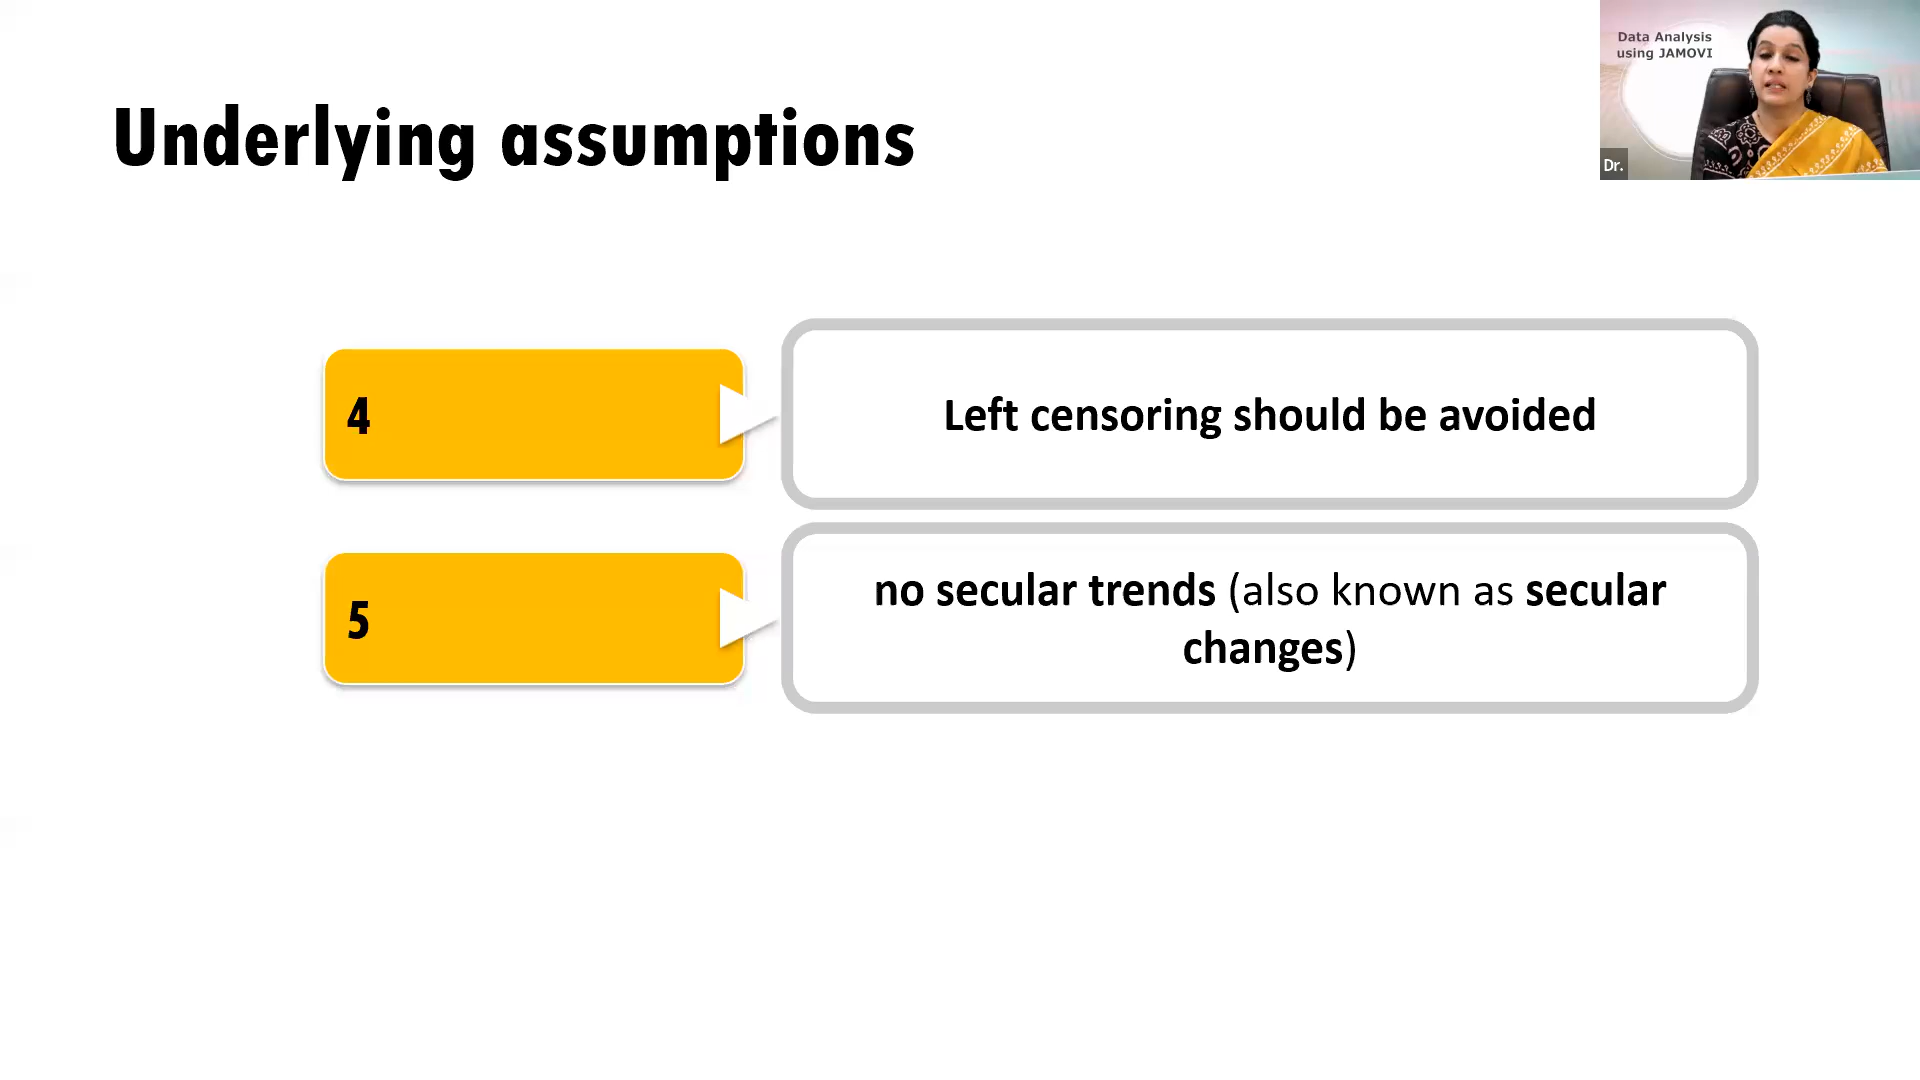 Data Analysis
using JAMOVI
Dr.
Underlying assumptions
4
Left censoring should be avoided
5
no secular trends (also known as secular
changes)